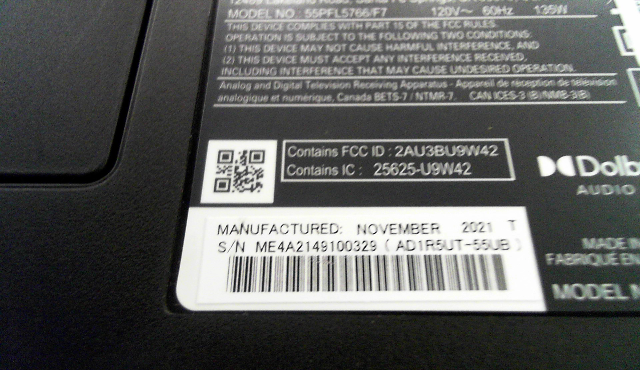 MODEL NO : 55PFL5766/F7 120V~ 60Hz 135W
THIS DEVICE COMPLIES WITH PART 15 OF THE FCC RULES.
OPERATION IS SUBJECT TO THE FOLLOWING TWO CONDITIONS:
(1) THIS DEVICE MAY NOT CAUSE HARMFUL INTERFERENCE, AND
(2) THIS DEVICE MUST ACCEPT ANY INTERFERENCE RECEIVED,
INCLUDING INTERFERENCE THAT MAY CAUSE UNDESIRED OPERATION.
Analog and Digital Television Receiving Apparatus - Appareil de réception de télévision
analogique et numérique, Canada BETS-7 / NTMR-7. CAN ICES-3 (B)/NMB-3(B)
Contains FCC ID : 2AU3BU9W42
Contains IC : 25625-U9W42
Dolb
AUDIO
MANUFACTURED: NOVEMBER 2021 T
S/N ME4A2149100329 ( AD1R5UT-55UB )
MADE IN
FABRIQUÉ EN
MODEL N